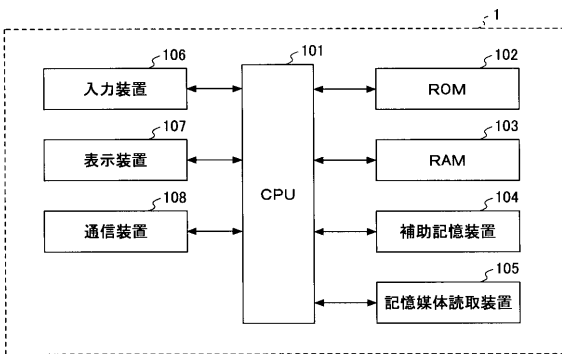 1
106
入力装置
107
表示装置
108
通信装置
101
CPU
102
ROM
103
RAM
104
補助記憶装置
105
記憶媒体読取装置